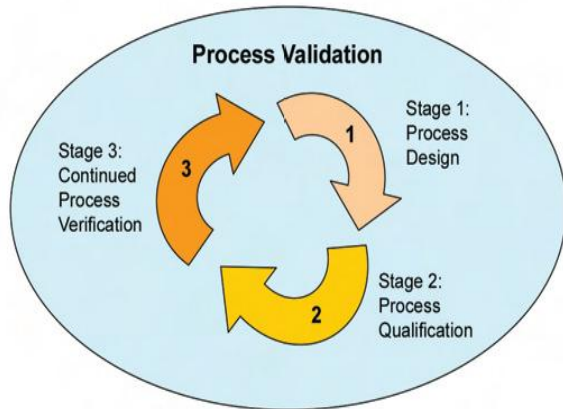 Process Validation
1
Stage 1:
Process
Design
2
Stage 2:
Process
Qualification
3
Stage 3:
Continued
Process
Verification